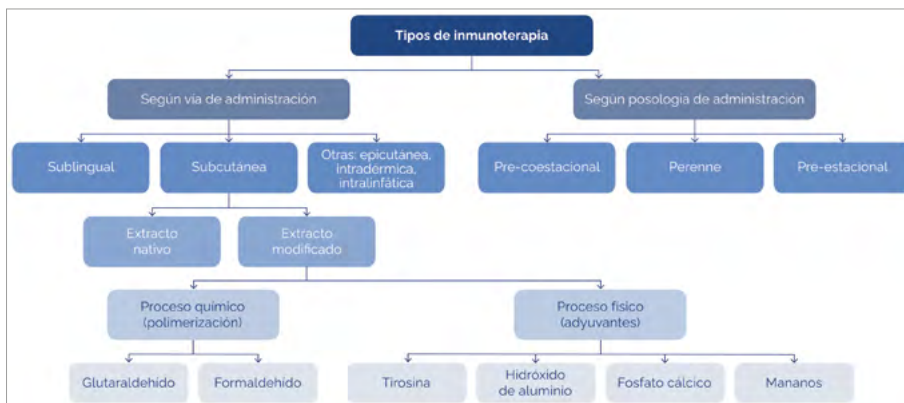 Tipos de inmunoterapia
Según vía de administración
Según posología de administración
Sublingual
Subcutánea
Otras: epicutánea,
intradérmica,
intralinfática
Pre-coestacional
Perenne
Pre-estacional
Extracto
nativo
Extracto
modificado
Proceso químico
(polimerización)
Proceso físico
(adyuvantes)
Glutaraldehído
Formaldehído
Tirosina
Hidróxido
de aluminio
Fosfato cálcico
Mananos